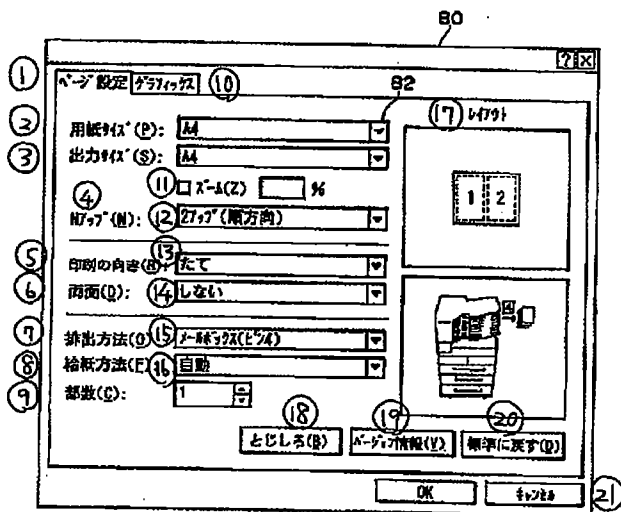 80
? X
① ページ設定 グラフィックス ⑩
82
② 用紙サイズ(P): A4
③ 出力サイズ(S): A4
⑪ ズーム(Z) %
④ Nアップ(N): ⑫ 2アップ(順方向)
⑤ 印刷の向き(R): ⑬ たて
⑥ 両面(D): ⑭ しない
⑦ 排出方法(O) ⑮ メールボックス(ビン4)
⑧ 給紙方法(F) ⑯ 自動
⑨ 部数(C): 1
⑰ レイアウト
1 2
4
⑱ とじしろ(B)
⑲ バージョン情報(V)
⑳ 標準に戻す(D)
OK
キャンセル ㉑